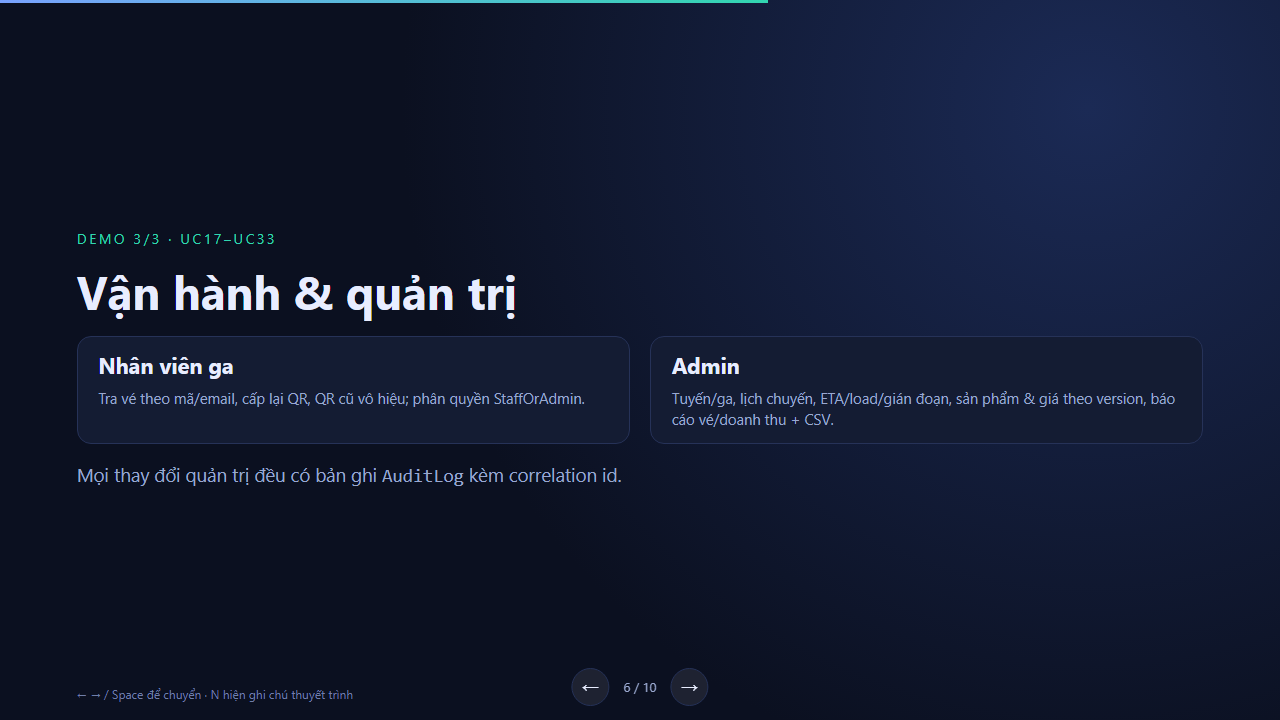 DEMO 3/3 · UC17–UC33
Vận hành & quản trị
Nhân viên ga
Tra vé theo mã/email, cấp lại QR, QR cũ vô hiệu; phân quyền StaffOrAdmin.
Admin
Tuyến/ga, lịch chuyến, ETA/load/gián đoạn, sản phẩm & giá theo version, báo
cáo vé/doanh thu + CSV.
Mọi thay đổi quản trị đều có bản ghi AuditLog kèm correlation id.
← → / Space để chuyển · N hiện ghi chú thuyết trình
← 6 / 10 →